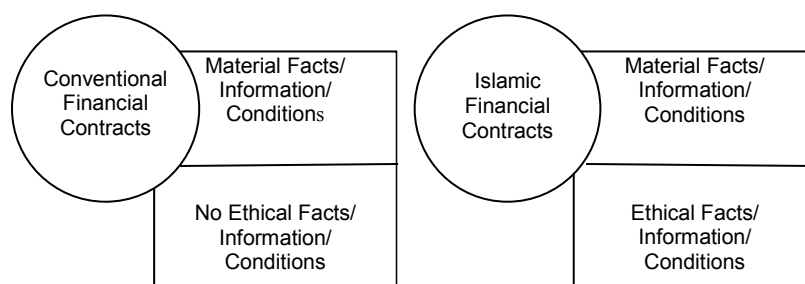 Conventional
Financial
Contracts
Material Facts/
Information/
Conditions
No Ethical Facts/
Information/
Conditions
Islamic
Financial
Contracts
Material Facts/
Information/
Conditions
Ethical Facts/
Information/
Conditions